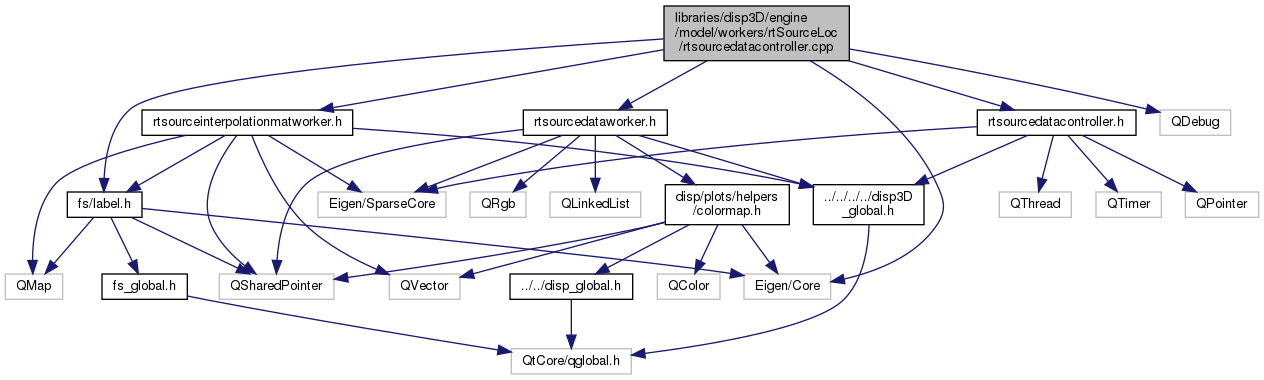 libraries/disp3D/engine
/model/workers/rtSourceLoc
/rtsourcedatacontroller.cpp
rtsourceinterpolationmatworker.h
rtsourcedataworker.h
rtsourcedatacontroller.h
QDebug
fs/label.h
Eigen/SparseCore
QRgb
QLinkedList
disp/plots/helpers
/colormap.h
../../../../disp3D
_global.h
QThread
QTimer
QPointer
QMap
fs_global.h
QSharedPointer
QVector
../../disp_global.h
QColor
Eigen/Core
QtCore/qglobal.h